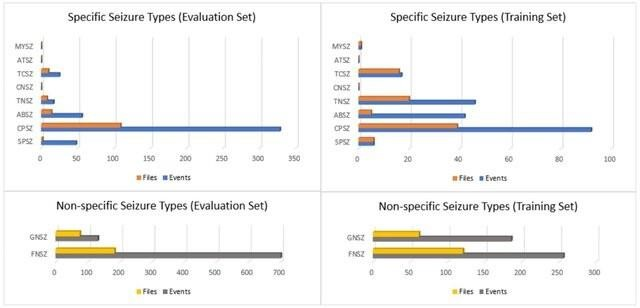 Specific Seizure Types (Evaluation Set)
MYSZ
ATSZ
TCSZ
CNSZ
TNSZ
ABSZ
CPSZ
SPSZ
0 50 100 150 200 250 300 350
Files Events
Specific Seizure Types (Training Set)
MYSZ
ATSZ
TCSZ
CNSZ
TNSZ
ABSZ
CPSZ
SPSZ
0 20 40 60 80 100
Files Events
Non-specific Seizure Types (Evaluation Set)
GNSZ
FNSZ
0 100 200 300 400 500 600 700
Files Events
Non-specific Seizure Types (Training Set)
GNSZ
FNSZ
0 50 100 150 200 250 300
Files Events